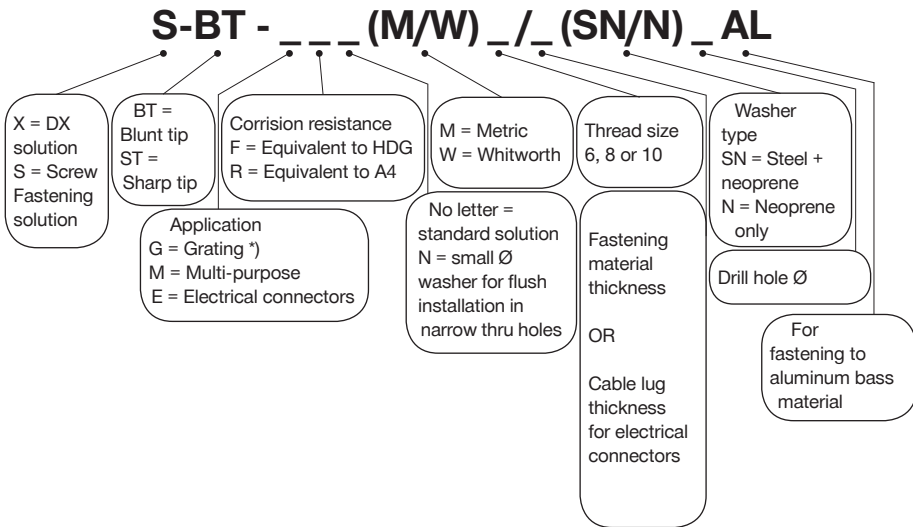 S-BT - _ _ _ (M/W) _ /_ (SN/N) _ AL
X = DX
solution
S = Screw
Fastening
solution
BT =
Blunt tip
ST =
Sharp tip
Corrision resistance
F = Equivalent to HDG
R = Equivalent to A4
M = Metric
W = Whitworth
Thread size
6, 8 or 10
Washer
type
SN = Steel +
neoprene
N = Neoprene
only
Application
G = Grating *)
M = Multi-purpose
E = Electrical connectors
No letter =
standard solution
N = small Ø
washer for flush
installation in
narrow thru holes
Fastening
material
thickness
OR
Cable lug
thickness
for electrical
connectors
Drill hole Ø
For
fastening to
aluminum bass
material